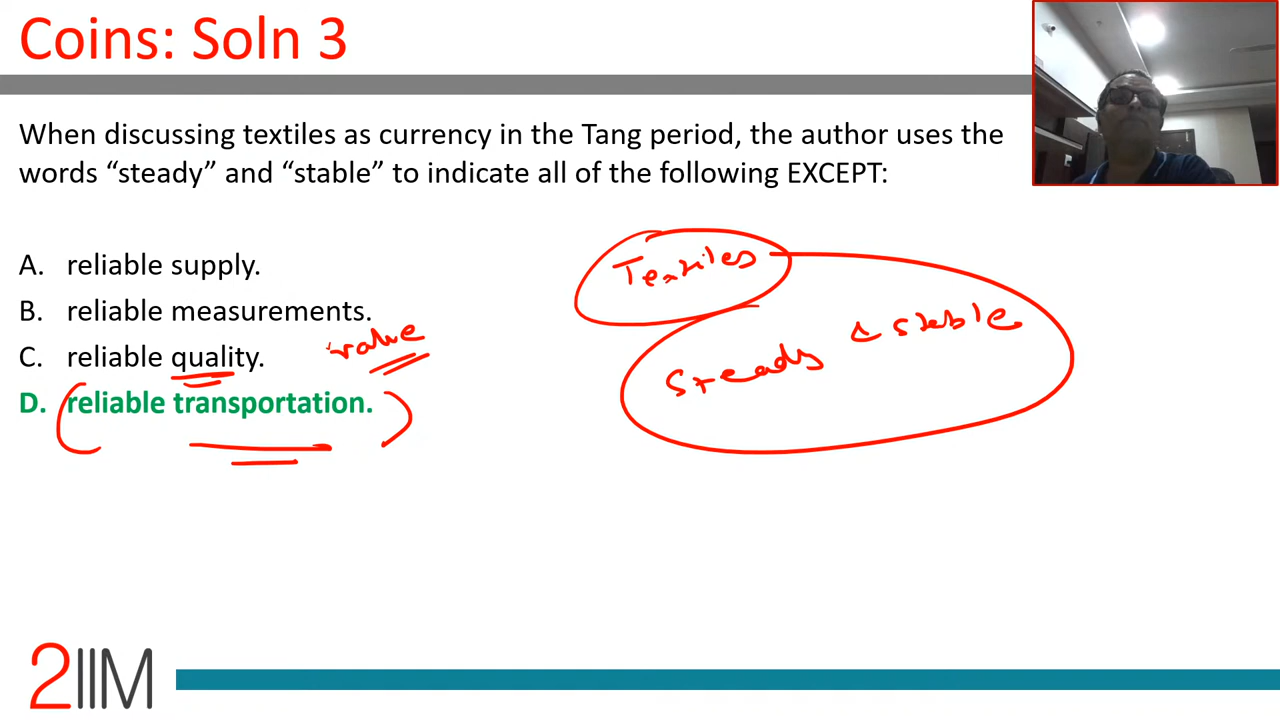 Coins: Soln 3
When discussing textiles as currency in the Tang period, the author uses the
words “steady” and “stable” to indicate all of the following EXCEPT:
A. reliable supply.
B. reliable measurements.
C. reliable quality.
value
D. reliable transportation.
Textiles
steady & stable
2IIM